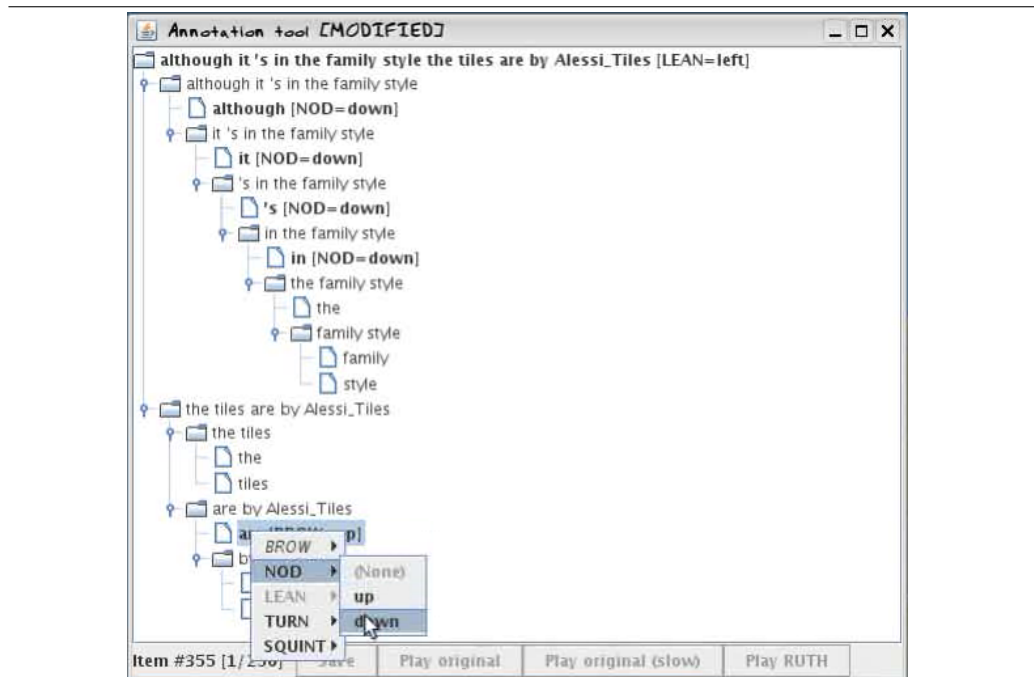 Annotation tool [MODIFIED]
although it 's in the family style the tiles are by Alessi_Tiles [LEAN=left]
although it 's in the family style
although [NOD=down]
it 's in the family style
it [NOD=down]
's in the family style
's [NOD=down]
in the family style
in [NOD=down]
the family style
the
family style
family
style
the tiles are by Alessi_Tiles
the tiles
the
tiles
are by Alessi_Tiles
BROW
NOD (None)
LEAN up
TURN down
SQUINT
Item #355 Play original Play original (slow) Play RUTH